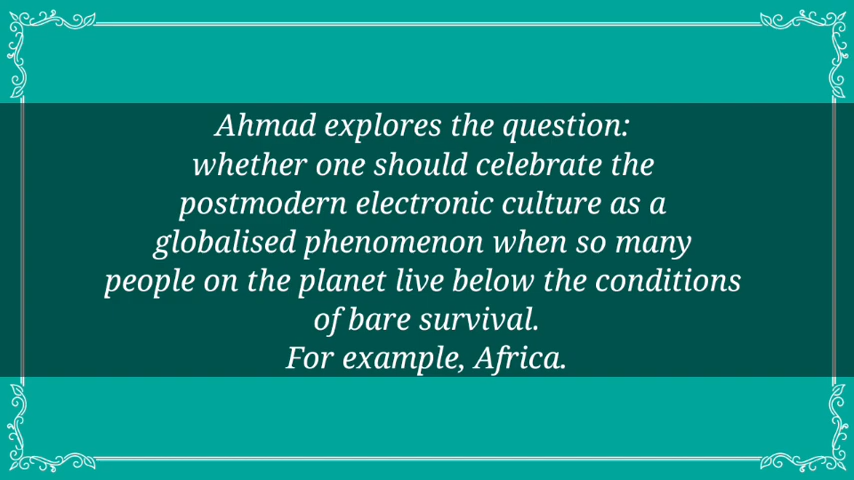 Ahmad explores the question:
whether one should celebrate the
postmodern electronic culture as a
globalised phenomenon when so many
people on the planet live below the conditions
of bare survival.
For example, Africa.